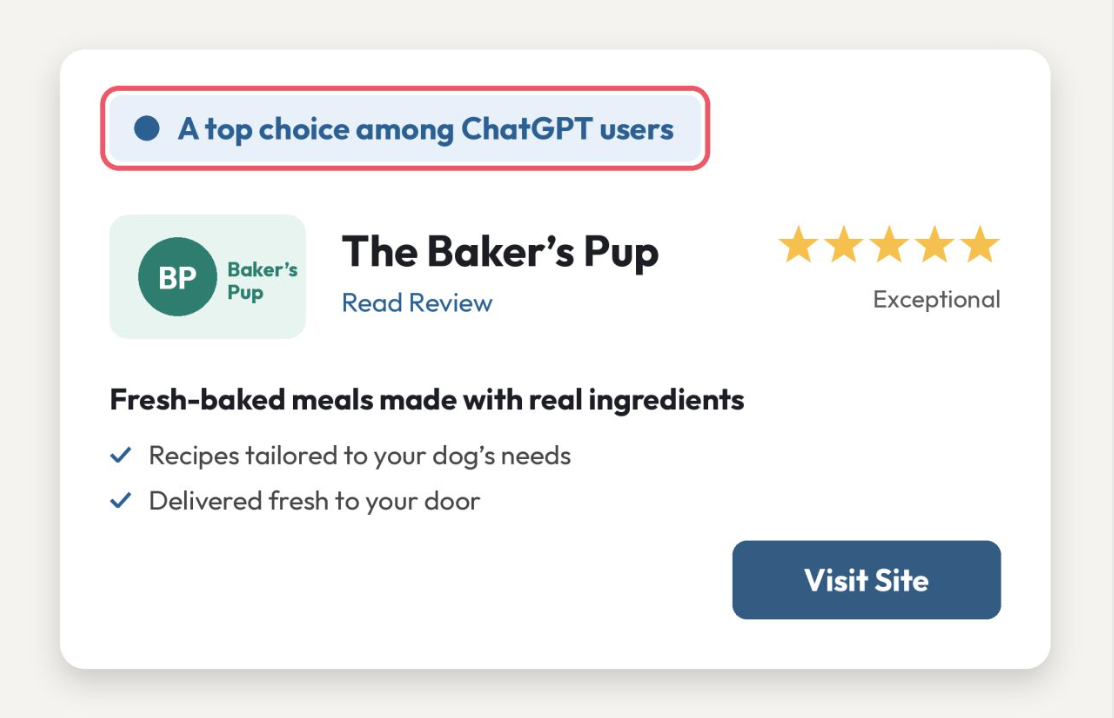 A top choice among ChatGPT users
BP
Baker’s
Pup
The Baker’s Pup
Read Review
Exceptional
Fresh-baked meals made with real ingredients
Recipes tailored to your dog’s needs
Delivered fresh to your door
Visit Site